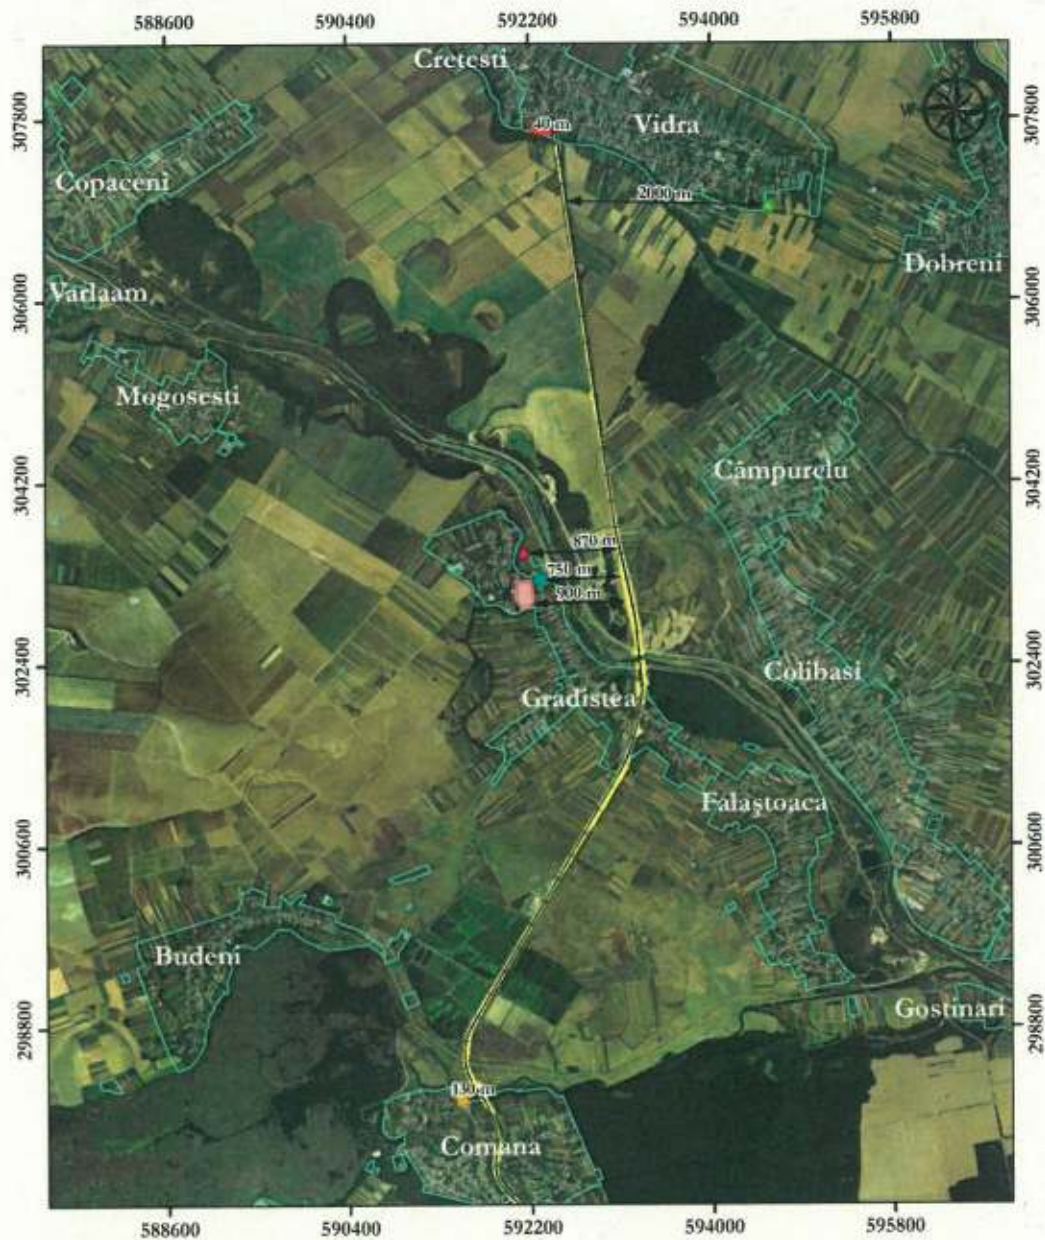 588600 590400 592200 594000 595800
Cretesti
307800 40 m Vidra W 307800
Copaceni 2000 m
Dobreni
306000 Varlaam 306000
Mogosesti
304200 Câmpurelu 304200
870 m
750 m
900 m
302400 Colibasi 302400
Gradistea
Falaştoaca
300600 300600
Budeni
298800 Gostinari 298800
130 m
Comana
588600 590400 592200 594000 595800